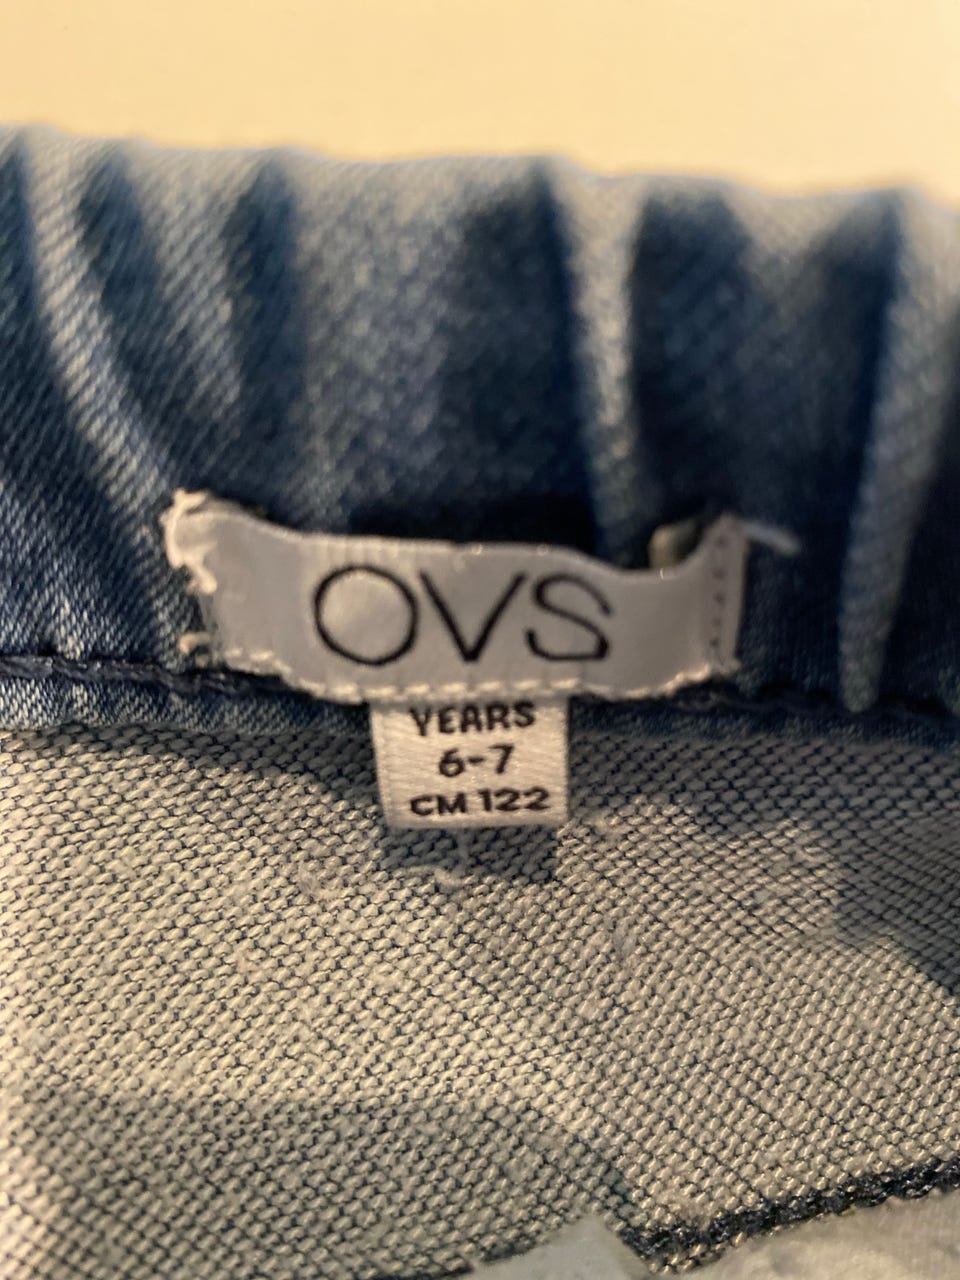 OVS
YEARS
6-7
CM 122